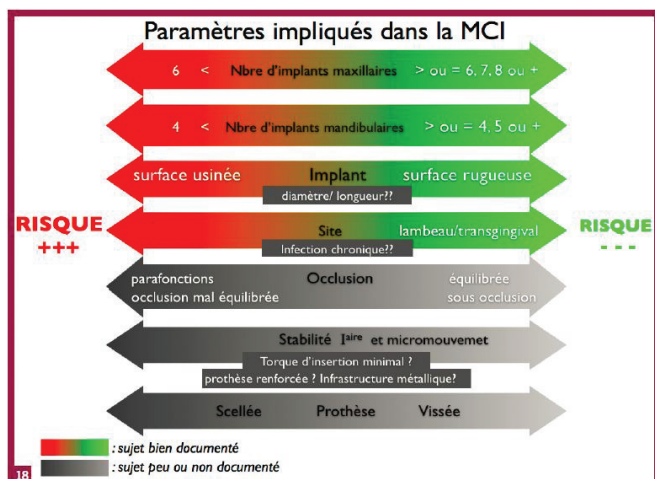 Paramètres impliqués dans la MCI
6 < Nbre d'implants maxillaires > ou = 6, 7, 8 ou +
4 < Nbre d'implants mandibulaires > ou = 4, 5 ou +
surface usinée Implant surface rugueuse
diamètre/ longueur??
RISQUE
+++
Site lambeau/transgingival
Infection chronique??
RISQUE
- - -
parafonctions Occlusion équilibrée
occlusion mal équilibrée sous occlusion
Stabilité Iaire et micromouvemet
Torque d'insertion minimal ?
prothèse renforcée ? Infrastructure métallique?
Scellée Prothèse Vissée
: sujet bien documenté
: sujet peu ou non documenté
18